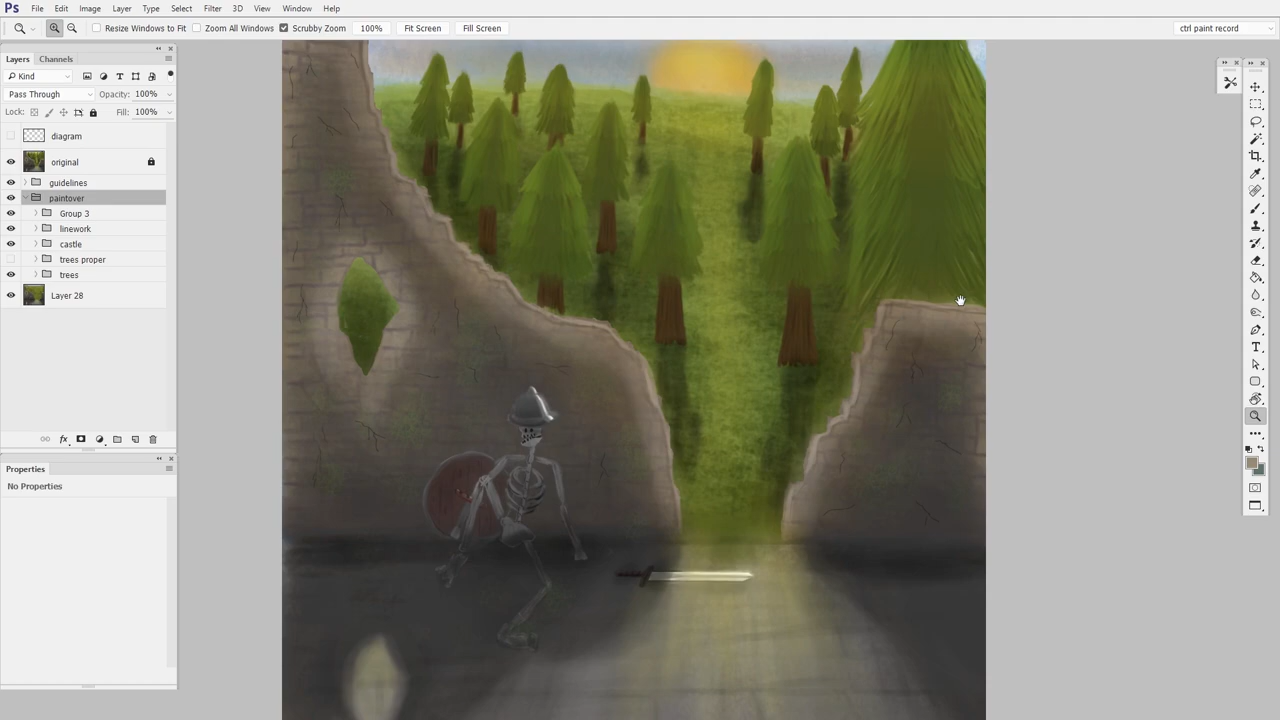 Ps File Edit Image Layer Type Select Filter 3D View Window Help
Resize Windows to Fit Zoom All Windows Scrubby Zoom 100% Fit Screen Fill Screen ctrl paint record
Layers Channels
Kind
Pass Through Opacity: 100%
Lock: Fill: 100%
diagram
original
guidelines
paintover
Group 3
linework
castle
trees proper
trees
Layer 28
fx
Properties
No Properties